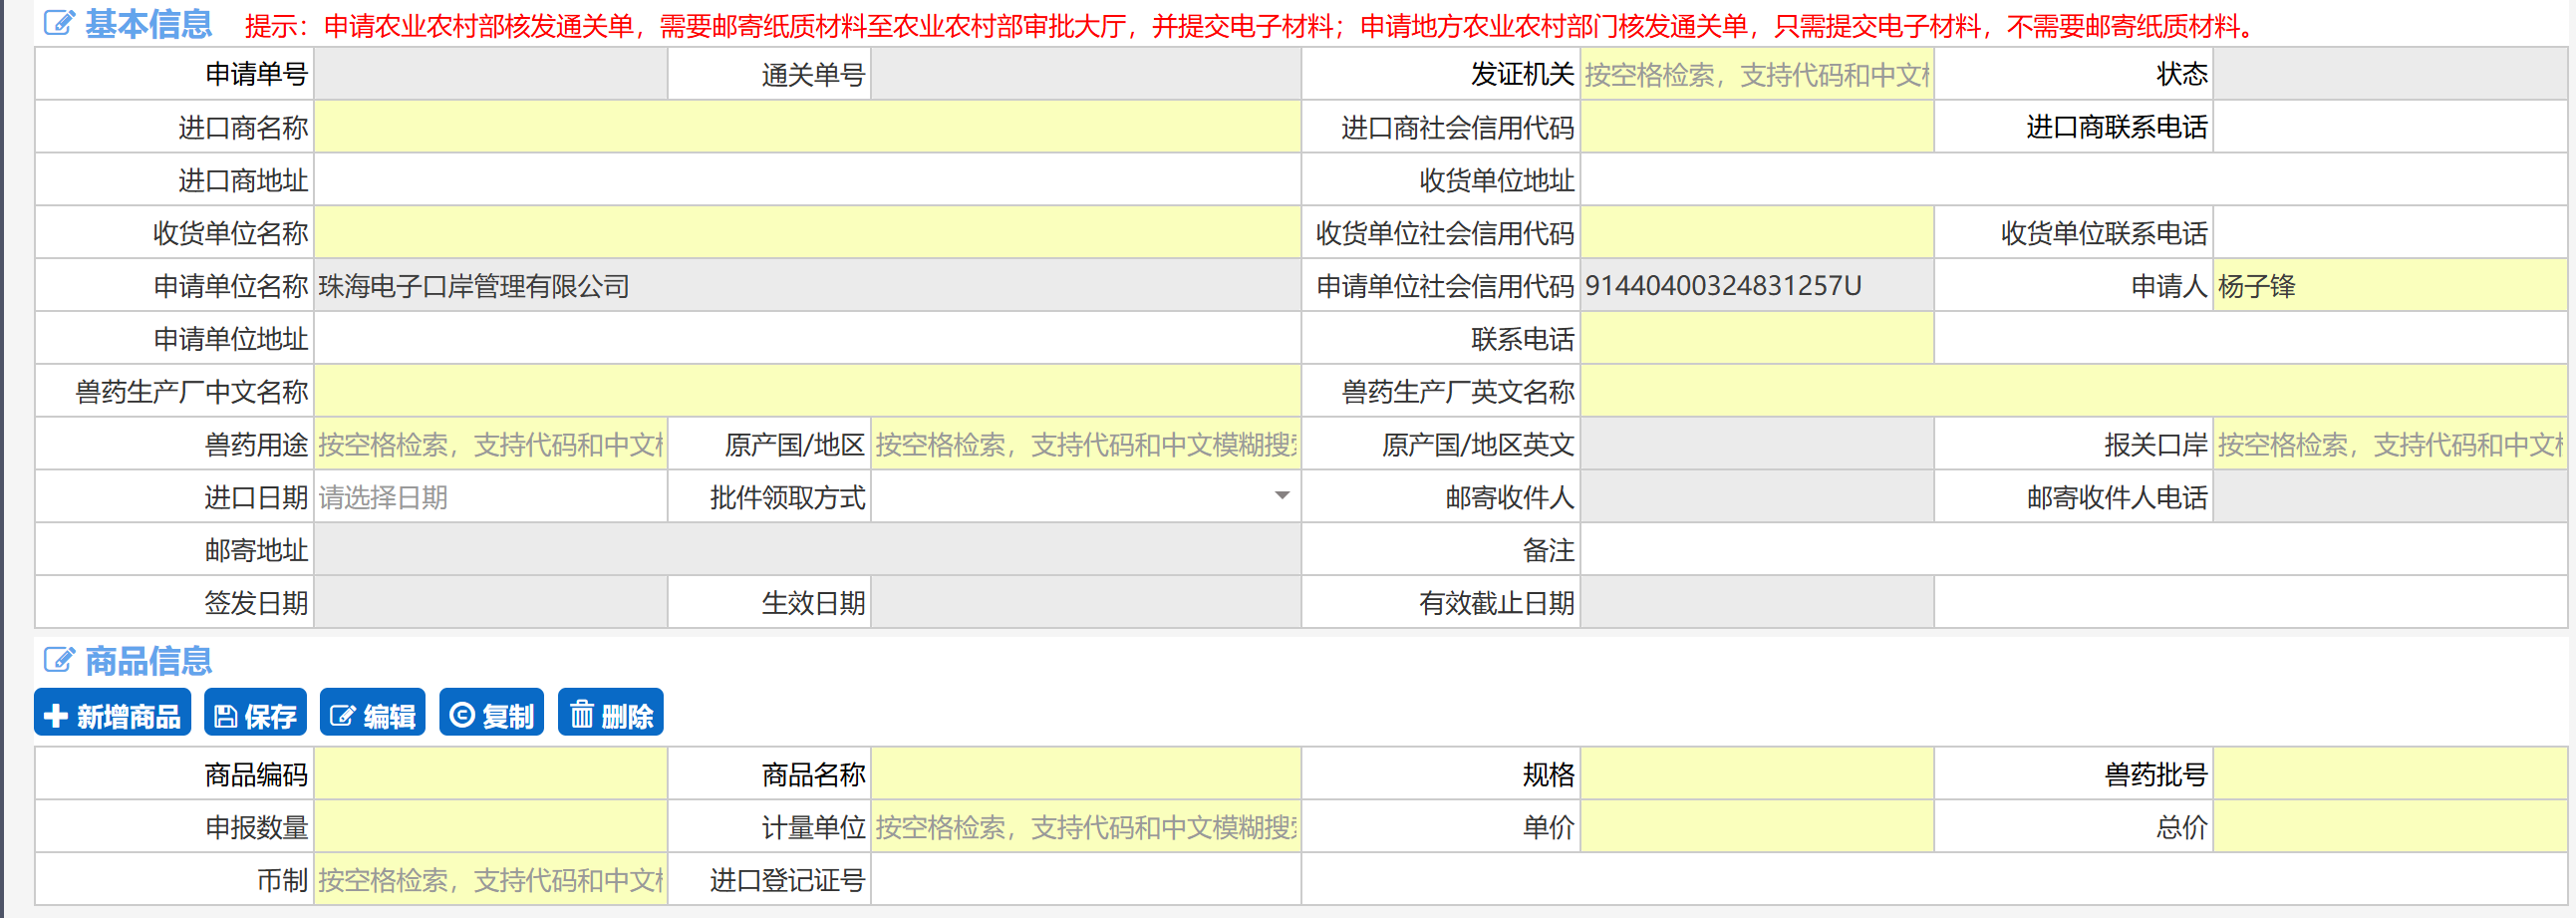 基本信息 提示：申请农业农村部核发通关单，需要邮寄纸质材料至农业农村部审批大厅，并提交电子材料；申请地方农业农村部门核发通关单，只需提交电子材料，不需要邮寄纸质材料。
申请单号 通关单号 发证机关 按空格检索，支持代码和中文 状态
进口商名称 进口商社会信用代码 进口商联系电话
进口商地址 收货单位地址
收货单位名称 收货单位社会信用代码 收货单位联系电话
申请单位名称 珠海电子口岸管理有限公司 申请单位社会信用代码 91440400324831257U 申请人 杨子锋
申请单位地址 联系电话
兽药生产厂中文名称 兽药生产厂英文名称
兽药用途 按空格检索，支持代码和中文 原产国/地区 按空格检索，支持代码和中文模糊搜 原产国/地区英文 报关口岸 按空格检索，支持代码和中文
进口日期 请选择日期 批件领取方式 邮寄收件人 邮寄收件人电话
邮寄地址 备注
签发日期 生效日期 有效截止日期
商品信息
新增商品 保存 编辑 复制 删除
商品编码 商品名称 规格 兽药批号
申报数量 计量单位 按空格检索，支持代码和中文模糊搜 单价 总价
币制 按空格检索，支持代码和中文 进口登记证号